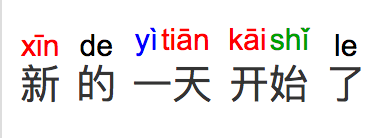 xīn de yìtiān kāishǐ le
新 的 一天 开始 了